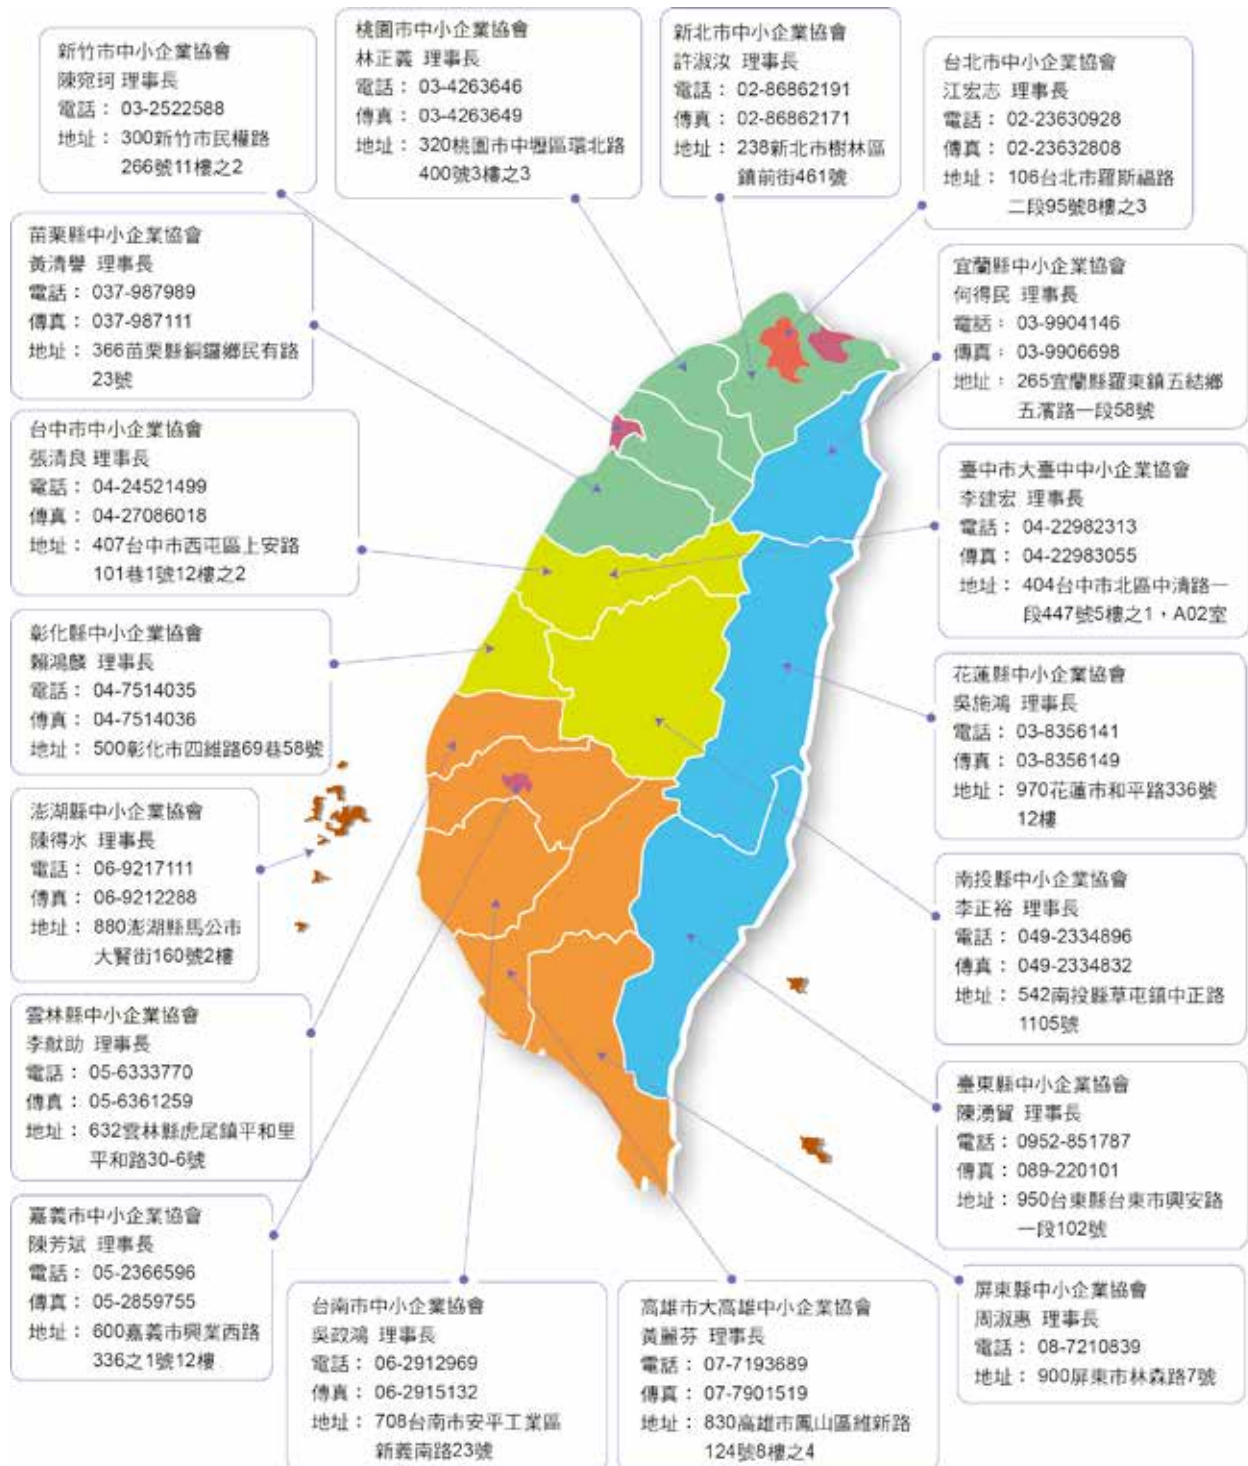 新竹市中小企業協會
陳宛珂 理事長
電話： 03-2522588
地址： 300新竹市民權路
266號11樓之2
桃園市中小企業協會
林正義 理事長
電話： 03-4263646
傳真： 03-4263649
地址： 320桃園市中壢區環北路
400號3樓之3
新北市中小企業協會
許淑汝 理事長
電話： 02-86862191
傳真： 02-86862171
地址： 238新北市樹林區
鎮前街461號
台北市中小企業協會
江宏志 理事長
電話： 02-23630928
傳真： 02-23632808
地址： 106台北市羅斯福路
二段95號8樓之3
苗栗縣中小企業協會
黃清譽 理事長
電話： 037-987989
傳真： 037-987111
地址： 366苗栗縣銅鑼鄉民有路
23號
宜蘭縣中小企業協會
何得民 理事長
電話： 03-9904146
傳真： 03-9906698
地址： 265宜蘭縣羅東鎮五結鄉
五濱路一段58號
台中市中小企業協會
張清良 理事長
電話： 04-24521499
傳真： 04-27086018
地址： 407台中市西屯區上安路
101巷1號12樓之2
臺中市大臺中中小企業協會
李建宏 理事長
電話： 04-22982313
傳真： 04-22983055
地址： 404台中市北區中清路一
段447號5樓之1，A02室
彰化縣中小企業協會
賴鴻麟 理事長
電話： 04-7514035
傳真： 04-7514036
地址： 500彰化市四維路69巷58號
花蓮縣中小企業協會
吳施鴻 理事長
電話： 03-8356141
傳真： 03-8356149
地址： 970花蓮市和平路336號
12樓
澎湖縣中小企業協會
陳得水 理事長
電話： 06-9217111
傳真： 06-9212288
地址： 880澎湖縣馬公市
大賢街160號2樓
南投縣中小企業協會
李正裕 理事長
電話： 049-2334896
傳真： 049-2334832
地址： 542南投縣草屯鎮中正路
1105號
雲林縣中小企業協會
李猷助 理事長
電話： 05-6333770
傳真： 05-6361259
地址： 632雲林縣虎尾鎮平和里
平和路30-6號
臺東縣中小企業協會
陳湧貿 理事長
電話： 0952-851787
傳真： 089-220101
地址： 950台東縣台東市興安路
一段102號
嘉義市中小企業協會
陳芳斌 理事長
電話： 05-2366596
傳真： 05-2859755
地址： 600嘉義市興業西路
336之1號12樓
台南市中小企業協會
吳政鴻 理事長
電話： 06-2912969
傳真： 06-2915132
地址： 708台南市安平工業區
新義南路23號
高雄市大高雄中小企業協會
黃麗芬 理事長
電話： 07-7193689
傳真： 07-7901519
地址： 830高雄市鳳山區維新路
124號8樓之4
屏東縣中小企業協會
周淑惠 理事長
電話： 08-7210839
地址： 900屏東市林森路7號